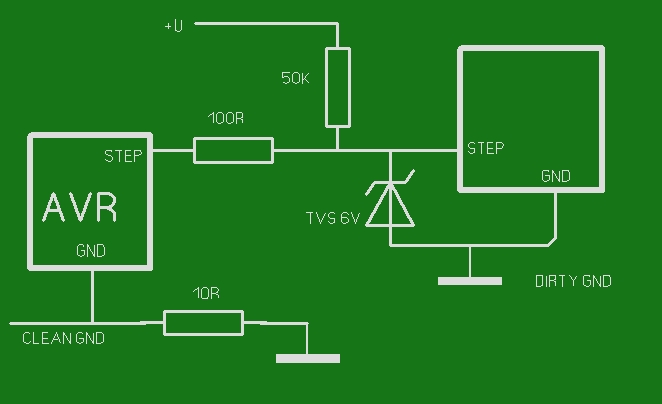 +U
50K
100R
STEP
STEP
AVR
GND
GND
TVS 6V
DIRTY GND
10R
CLEAN GND